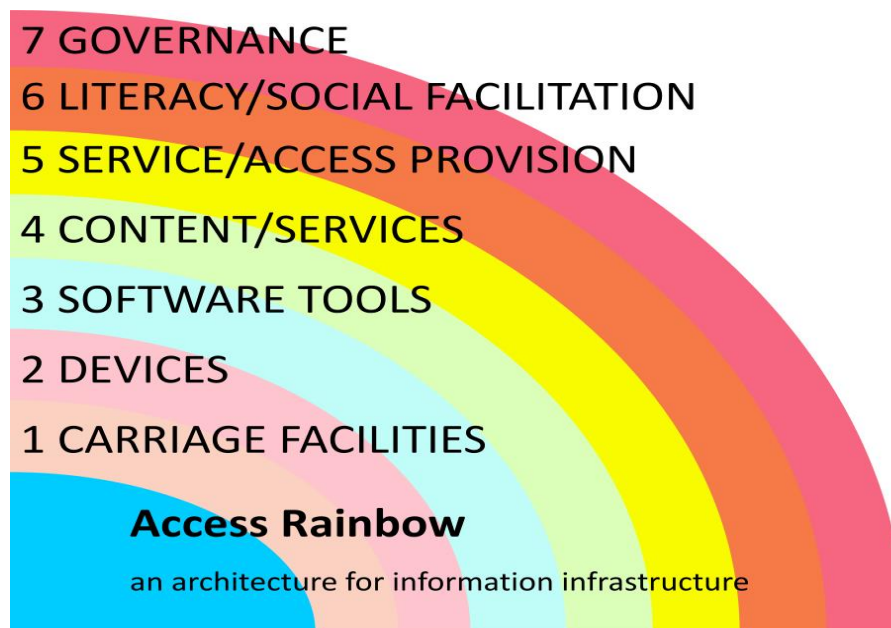 7 GOVERNANCE
6 LITERACY/SOCIAL FACILITATION
5 SERVICE/ACCESS PROVISION
4 CONTENT/SERVICES
3 SOFTWARE TOOLS
2 DEVICES
1 CARRIAGE FACILITIES
Access Rainbow
an architecture for information infrastructure